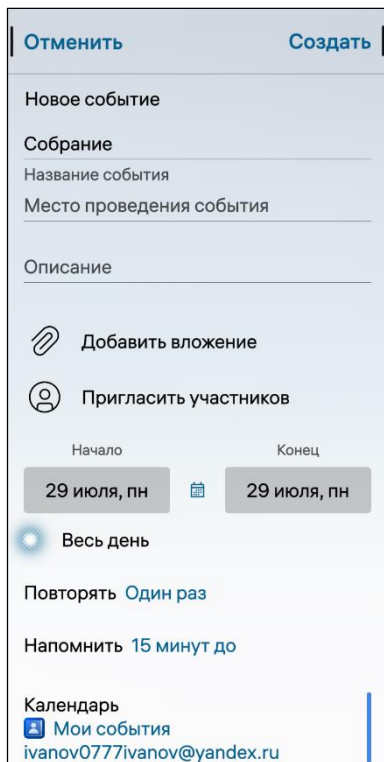 Отменить Создать
Новое событие
Собрание
Название события
Место проведения события
Описание
Добавить вложение
Пригласить участников
Начало Конец
29 июля, пн 29 июля, пн
Весь день
Повторять Один раз
Напомнить 15 минут до
Календарь
Мои события
ivanov0777ivanov@yandex.ru